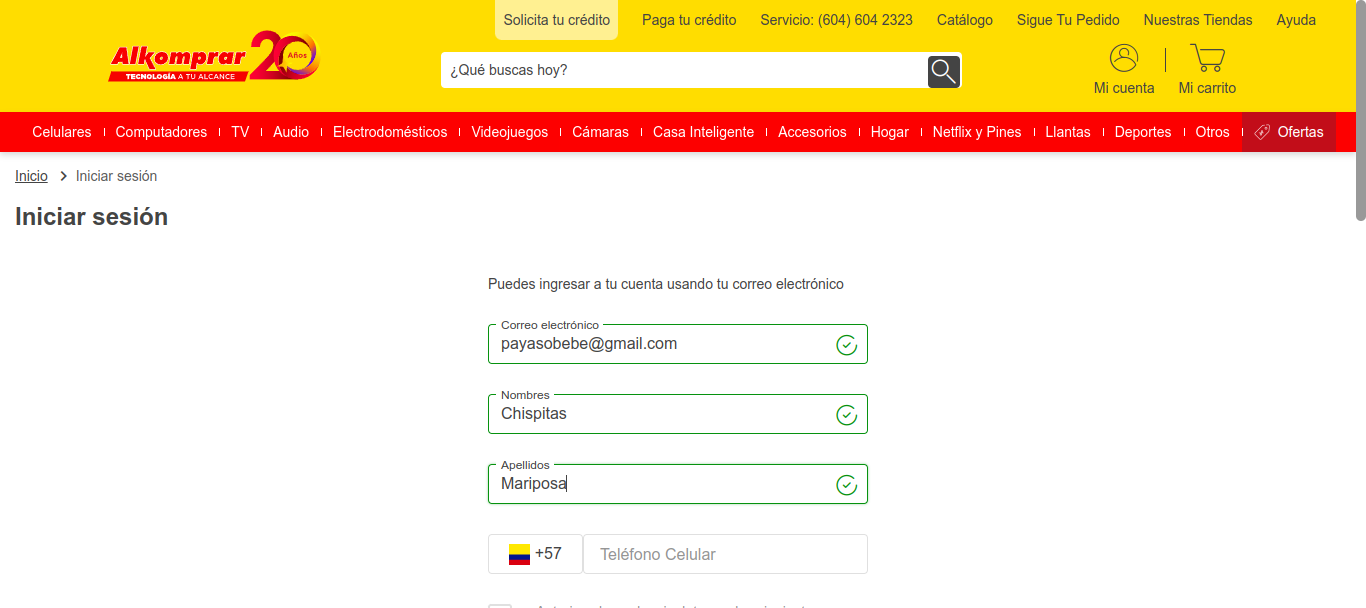 Solicita tu crédito Paga tu crédito Servicio: (604) 604 2323 Catálogo Sigue Tu Pedido Nuestras Tiendas Ayuda
Alkomprar 20 Años
TECNOLOGÍA A TU ALCANCE
¿Qué buscas hoy?
Mi cuenta Mi carrito
Celulares Computadores TV Audio Electrodomésticos Videojuegos Cámaras Casa Inteligente Accesorios Hogar Netflix y Pines Llantas Deportes Otros Ofertas
Inicio Iniciar sesión
Iniciar sesión
Puedes ingresar a tu cuenta usando tu correo electrónico
Correo electrónico
payasobebe@gmail.com
Nombres
Chispitas
Apellidos
Mariposa
+57 Teléfono Celular